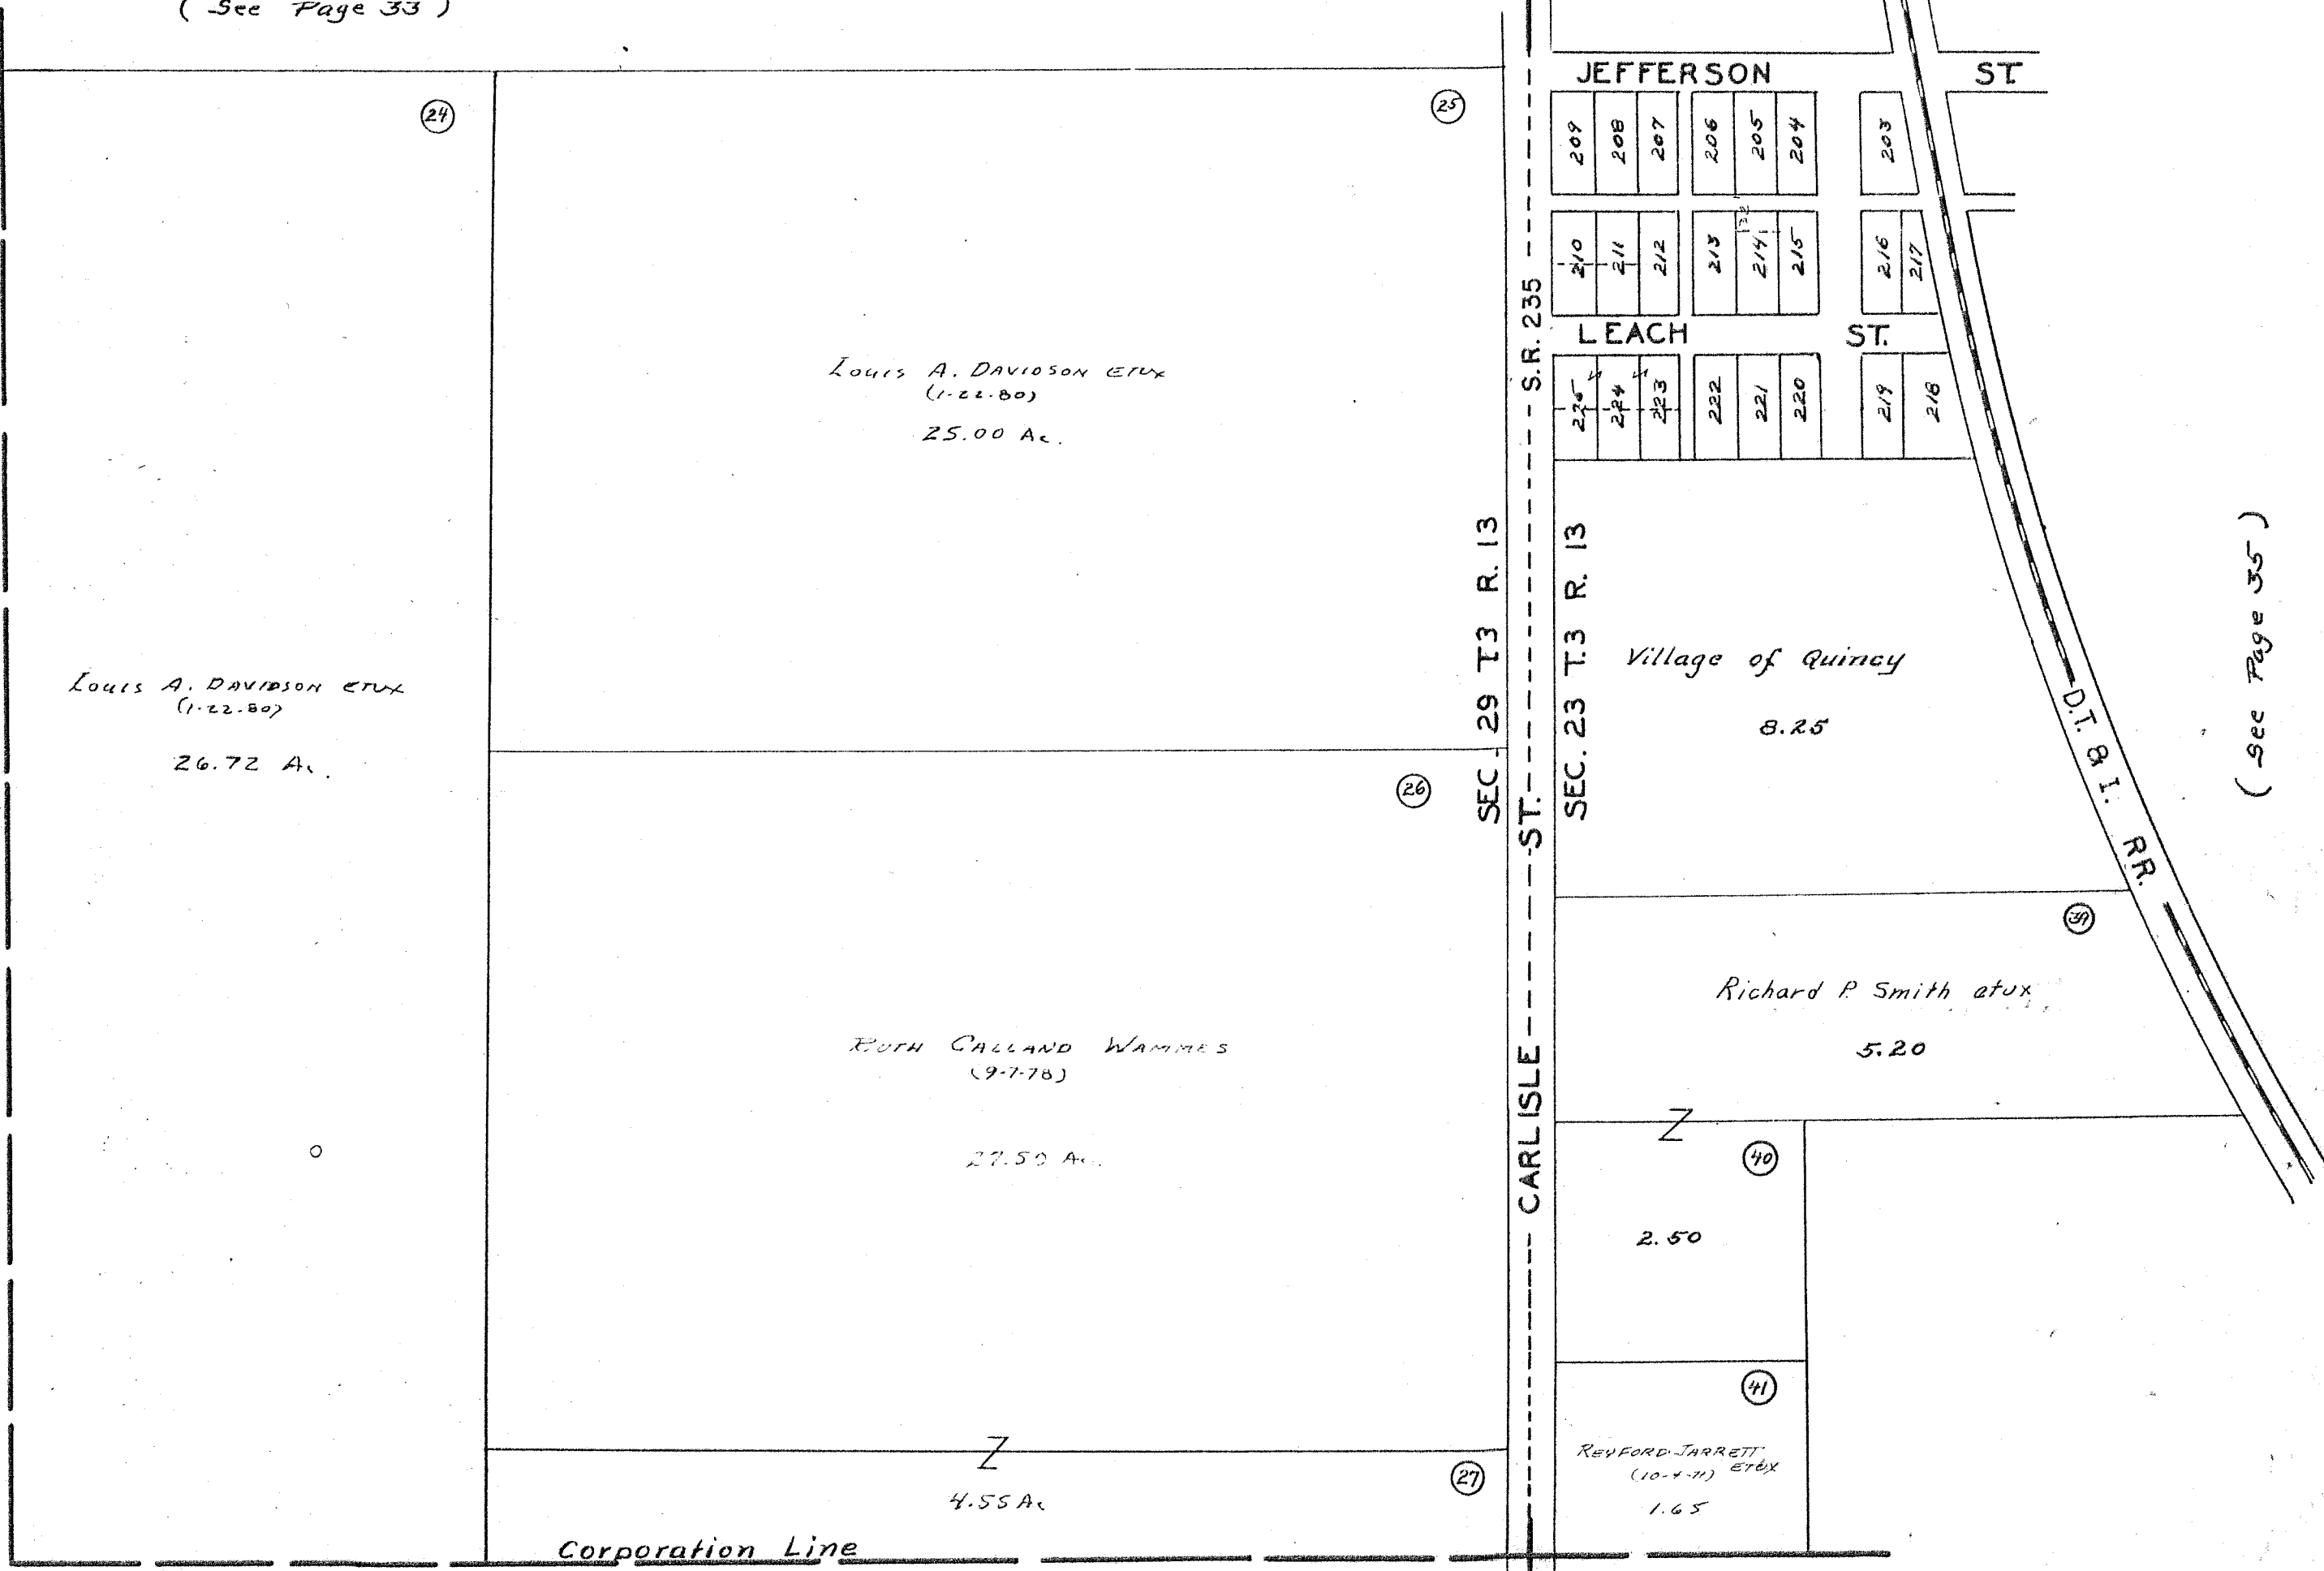 ( See Page 33 )
JEFFERSON ST.
24
25
209 208 207 206 205 204 203
210 211 212 213 214 215 216 217
S.R. 235
LEACH ST.
225 224 223 222 221 220 219 218
Louis A. Davidson etux
(1-22-80)
25.00 Ac.
SEC. 29 T3 R. 13
SEC. 23 T.3 R. 13
Village of Quincy
8.25
( See Page 35 )
D.T. & I. RR.
Louis A. Davidson etux
(1-22-80)
26.72 Ac.
26
CARLISLE ST.
39
Richard P. Smith etux
5.20
Ruth Calland Wammes
(9-7-78)
27.50 Ac.
40
2.50
41
Reyford Jarrett
(10-4-71) etux
1.65
27
4.55 Ac
Corporation Line